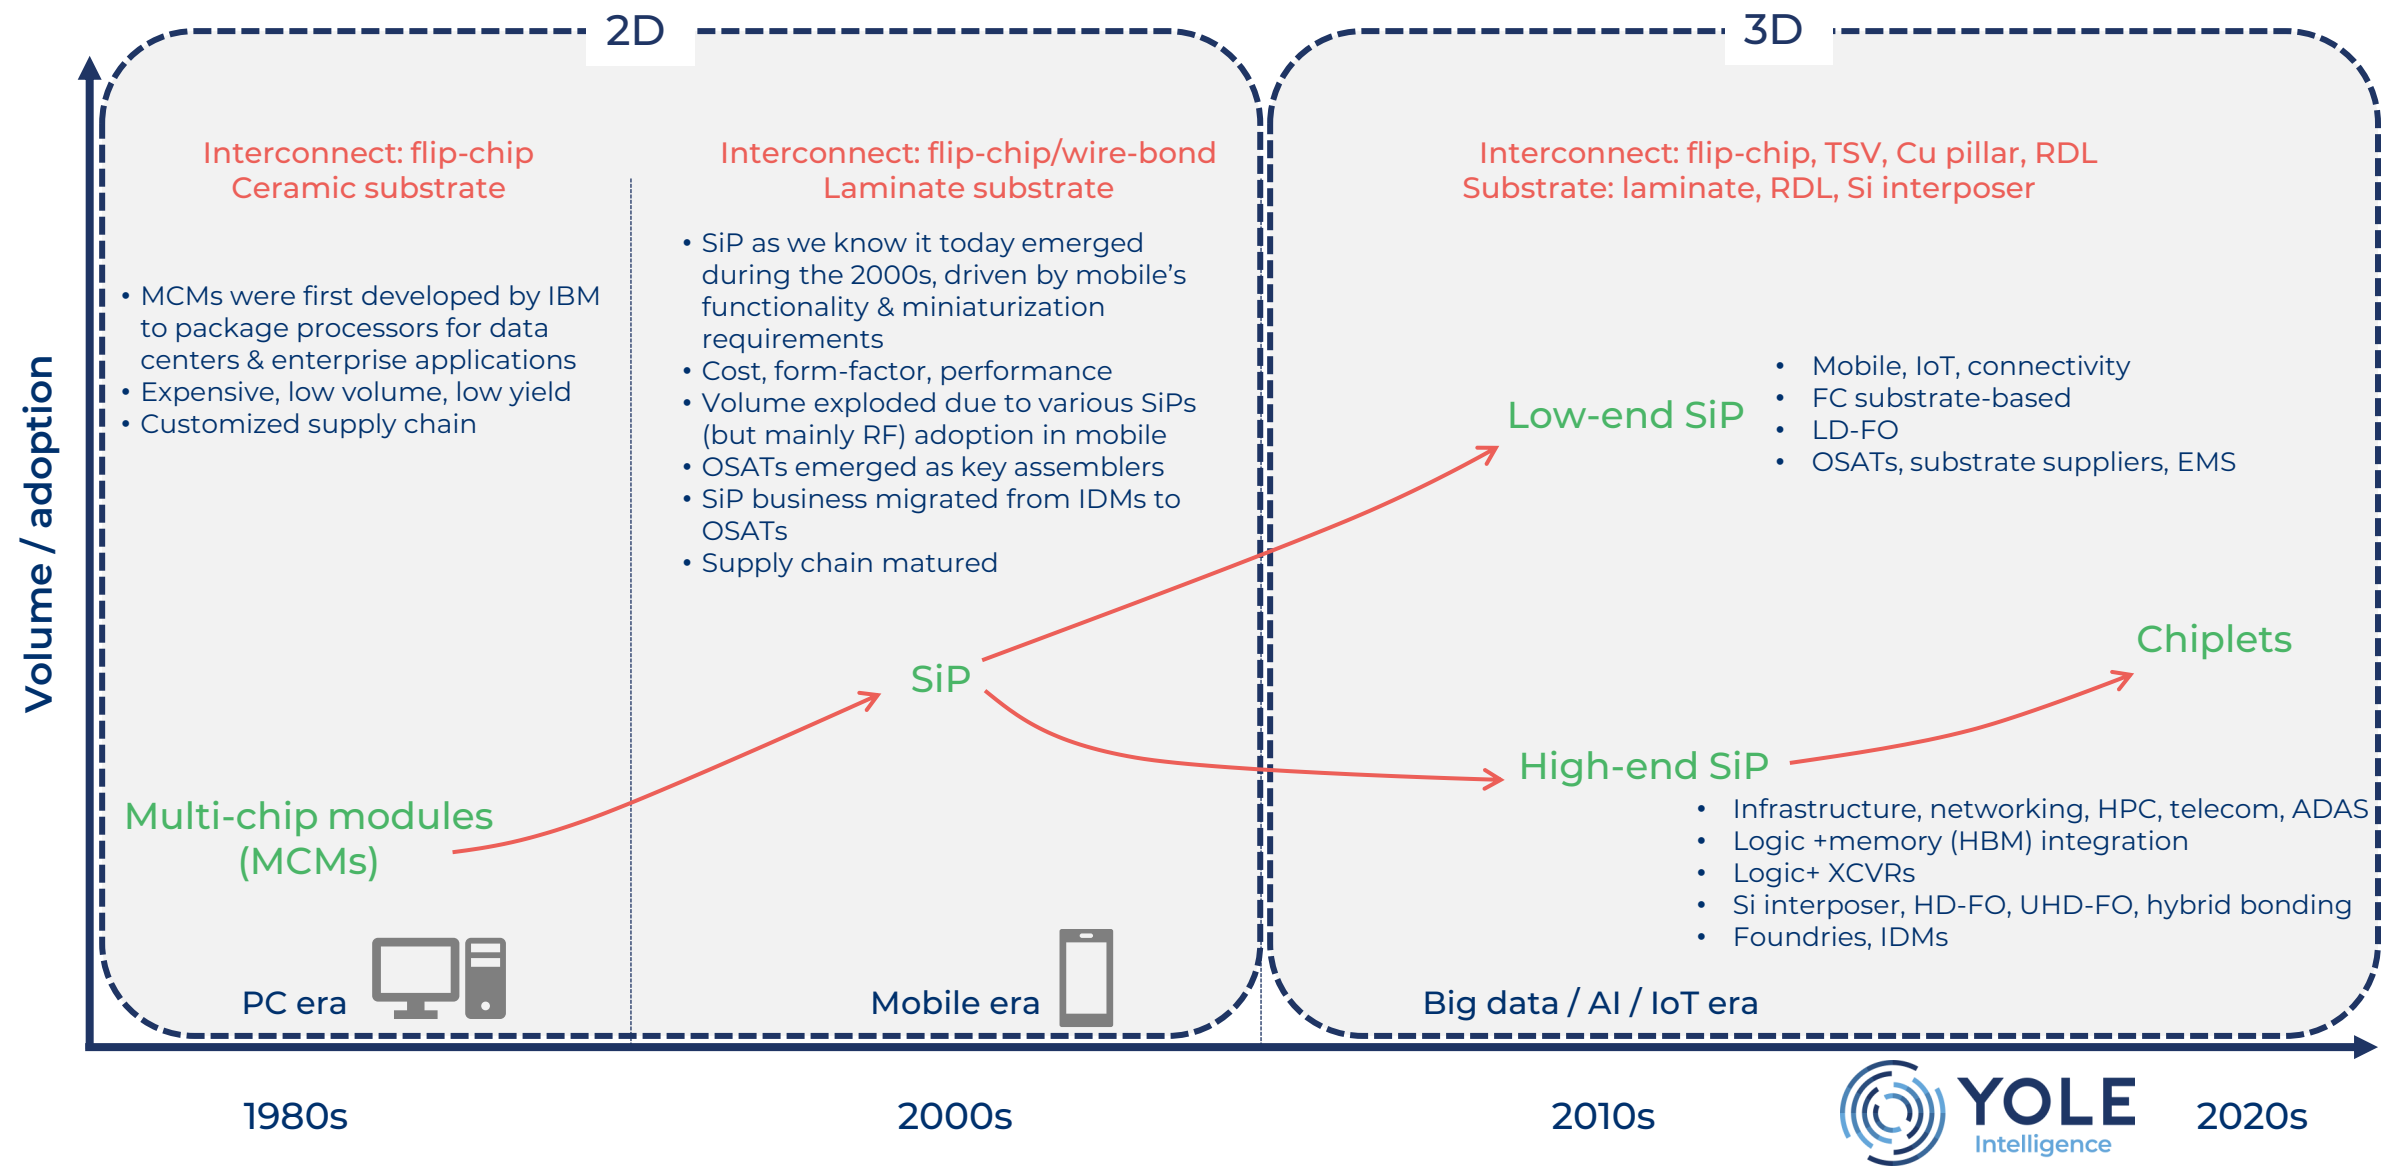 2D
3D
Volume / adoption
Interconnect: flip-chip
Ceramic substrate
• MCMs were first developed by IBM
to package processors for data
centers & enterprise applications
• Expensive, low volume, low yield
• Customized supply chain
Multi-chip modules
(MCMs)
PC era
Interconnect: flip-chip/wire-bond
Laminate substrate
• SiP as we know it today emerged
during the 2000s, driven by mobile’s
functionality & miniaturization
requirements
• Cost, form-factor, performance
• Volume exploded due to various SiPs
(but mainly RF) adoption in mobile
• OSATs emerged as key assemblers
• SiP business migrated from IDMs to
OSATs
• Supply chain matured
SiP
Mobile era
Interconnect: flip-chip, TSV, Cu pillar, RDL
Substrate: laminate, RDL, Si interposer
Low-end SiP
• Mobile, IoT, connectivity
• FC substrate-based
• LD-FO
• OSATs, substrate suppliers, EMS
Chiplets
High-end SiP
• Infrastructure, networking, HPC, telecom, ADAS
• Logic +memory (HBM) integration
• Logic+ XCVRs
• Si interposer, HD-FO, UHD-FO, hybrid bonding
• Foundries, IDMs
Big data / AI / IoT era
1980s
2000s
2010s
YOLE
Intelligence
2020s